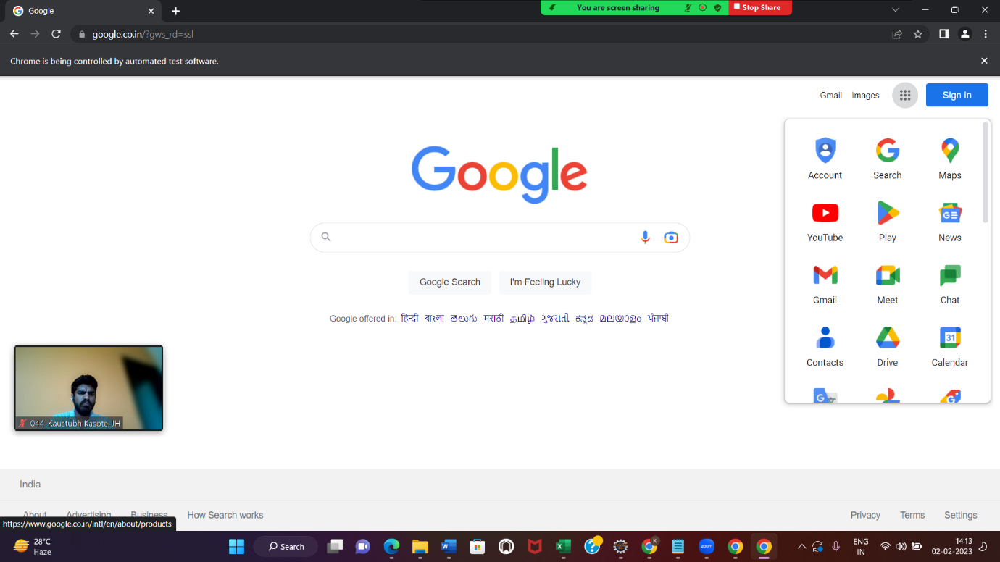 Google
You are screen sharing
Stop Share
google.co.in/?gws_rd=ssl
Chrome is being controlled by automated test software.
Gmail Images Sign in
Account Search Maps
YouTube Play News
Gmail Meet Chat
Contacts Drive Calendar
31
Google
Google Search I'm Feeling Lucky
Google offered in: हिन्दी বাংলা తెలుగు मराठी தமிழ் ગુજરાતી ಕನ್ನಡ മലയാളം ਪੰਜਾਬੀ
044_Kaustubh Kasote_JH
India
About Advertising Business How Search works Privacy Terms Settings
https://www.google.co.in/intl/en/about/products
28°C
Haze
Search
zoom
ENG
IN
14:13
02-02-2023